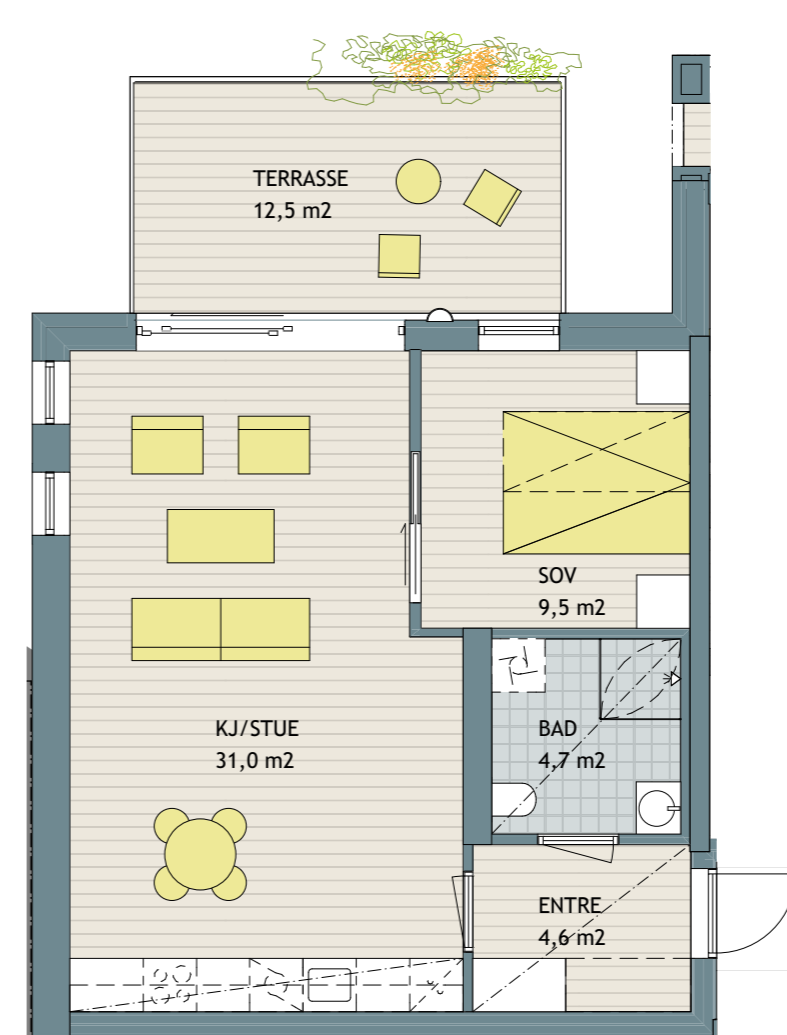 TERRASSE
12,5 m2
SOV
9,5 m2
KJ/STUE
31,0 m2
BAD
4,7 m2
ENTRE
4,6 m2